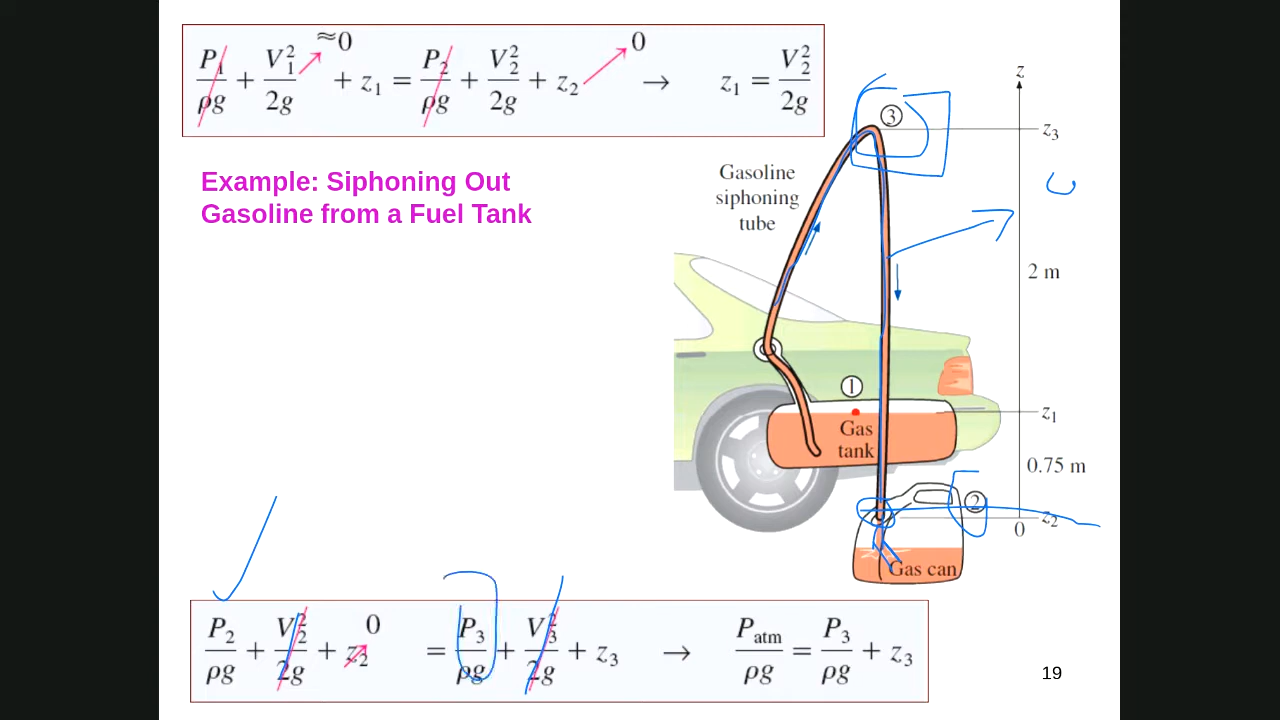 P₁/ρg + V₁²/2g + z₁ = P₂/ρg + V₂²/2g + z₂ → z₁ = V₂²/2g
≈0
0
Example: Siphoning Out
Gasoline from a Fuel Tank
Gasoline
siphoning
tube
z
③
z₃
2 m
①
z₁
Gas
tank
0.75 m
②
0
z₂
Gas can
P₂/ρg + V₂²/2g + z₂ = P₃/ρg + V₃²/2g + z₃ → Pₐₜₘ/ρg = P₃/ρg + z₃
0
19